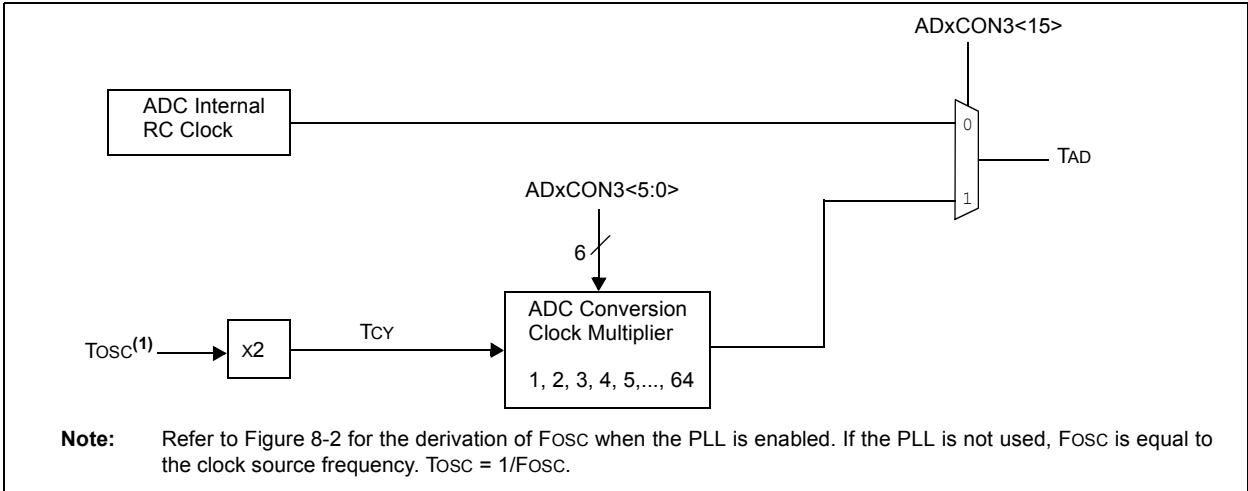 ADxCON3<15>
ADC Internal
RC Clock
0
TAD
ADxCON3<5:0>
1
6
ADC Conversion
Clock Multiplier
1, 2, 3, 4, 5,..., 64
TOSC(1)
X2
TCY
Note: Refer to Figure 8-2 for the derivation of FOSC when the PLL is enabled. If the PLL is not used, FOSC is equal to
the clock source frequency. TOSC = 1/FOSC.